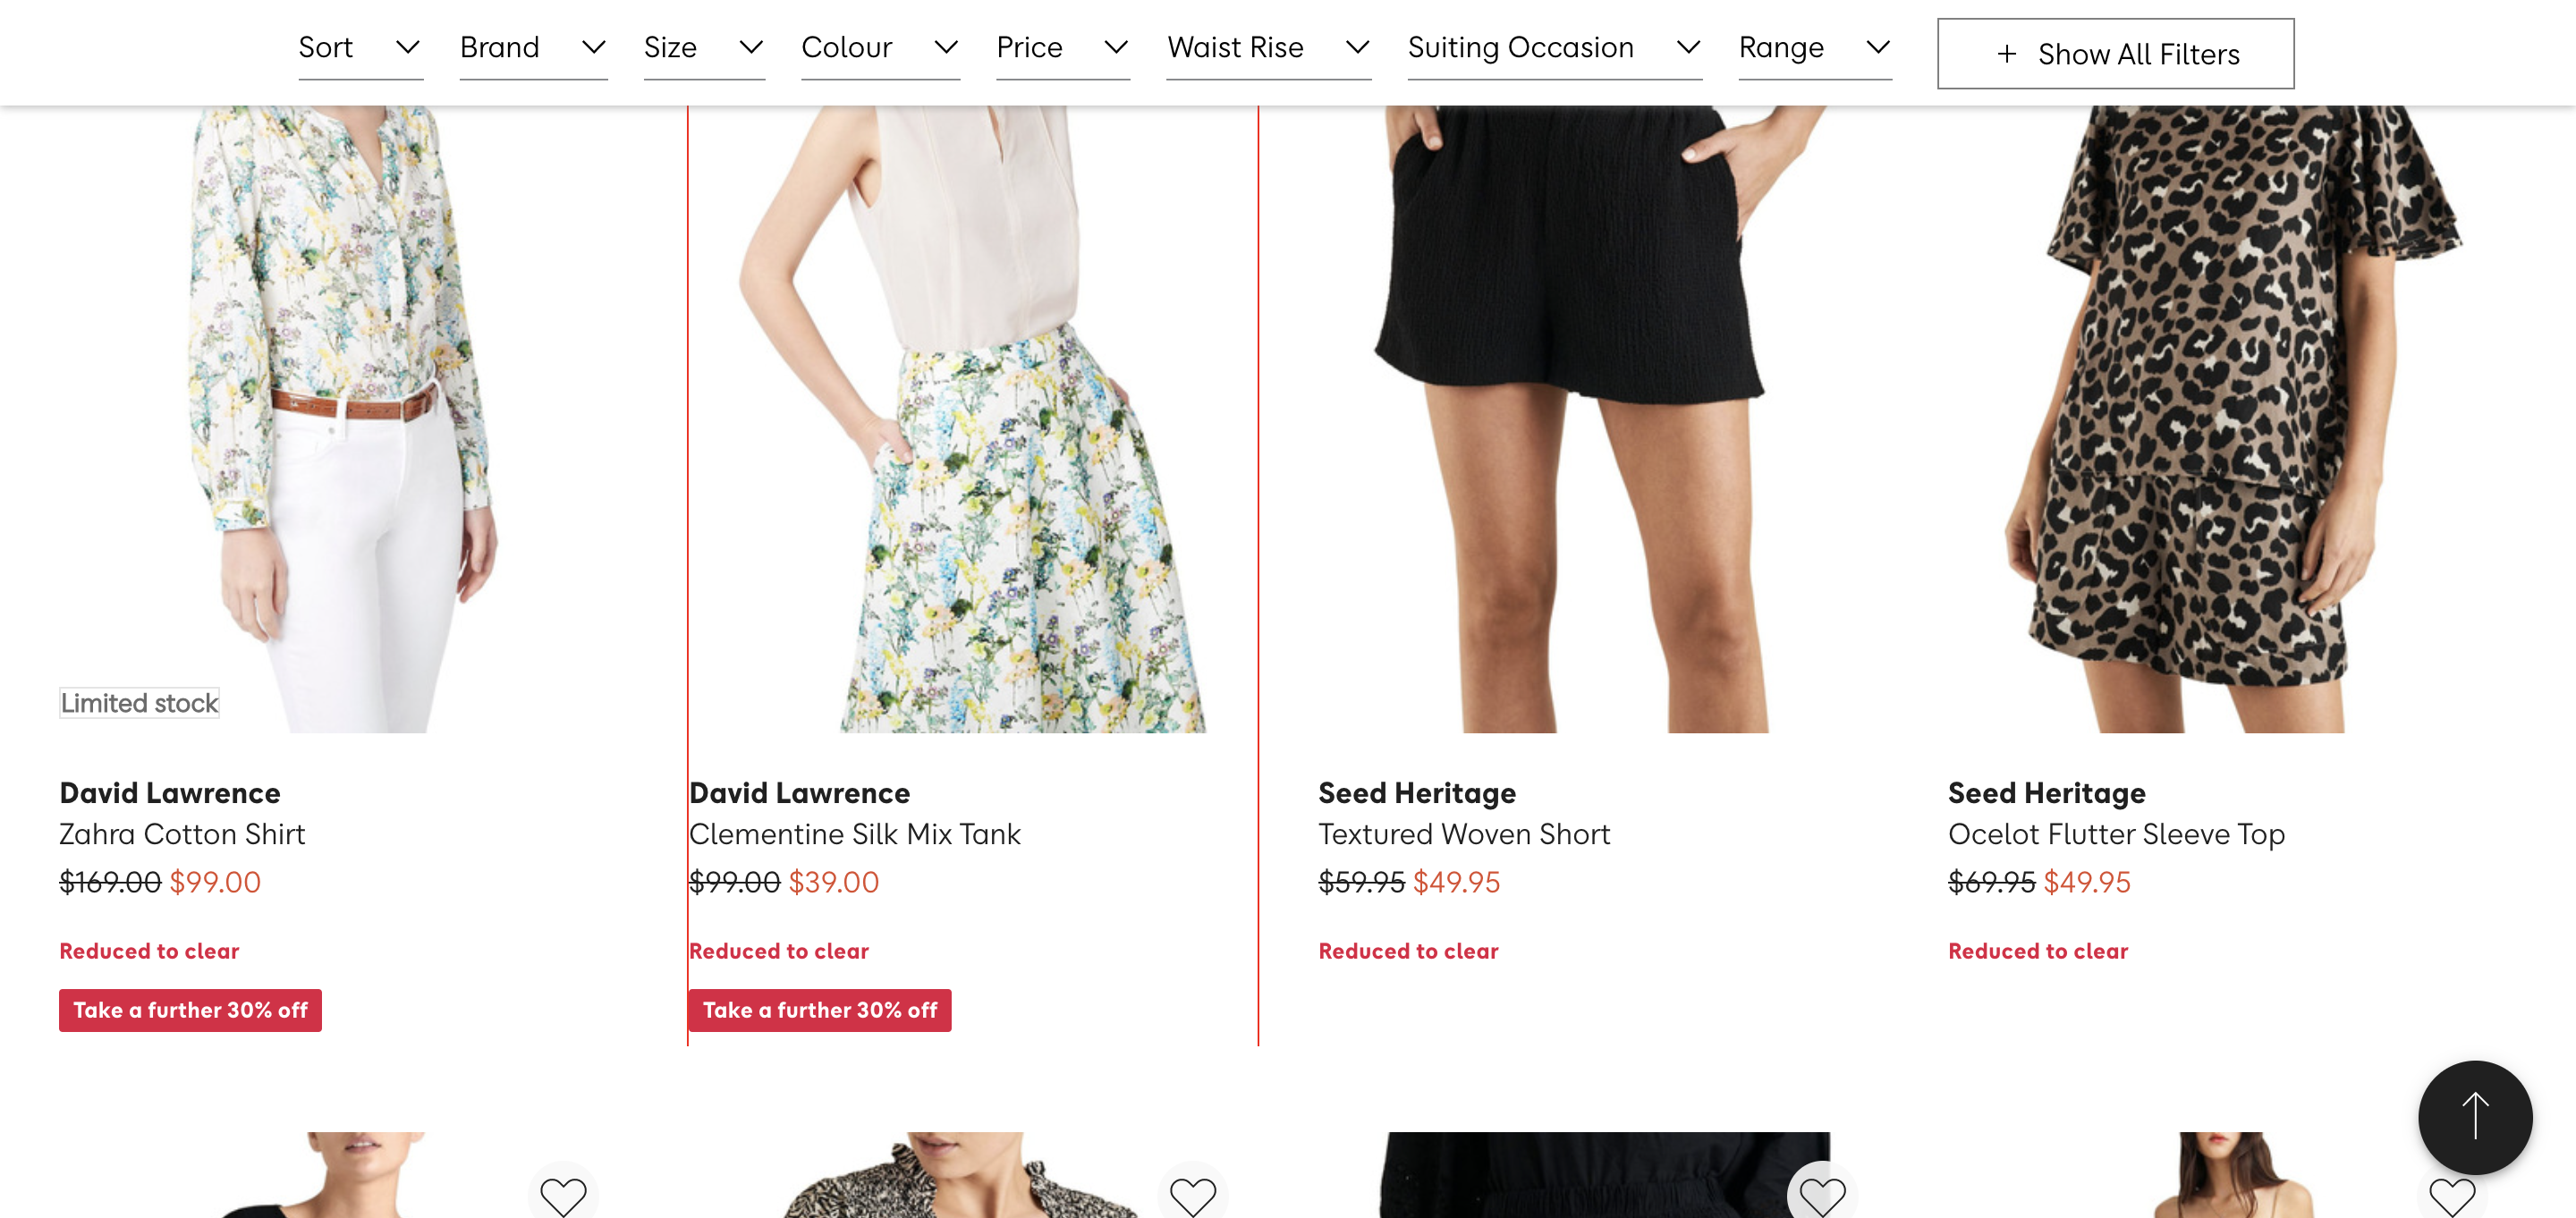 Sort
Brand
Size
Colour
Price
Waist Rise
Suiting Occasion
Range
+ Show All Filters
Limited stock
David Lawrence
Zahra Cotton Shirt
$169.00 $99.00
Reduced to clear
Take a further 30% off
David Lawrence
Clementine Silk Mix Tank
$99.00 $39.00
Reduced to clear
Take a further 30% off
Seed Heritage
Textured Woven Short
$59.95 $49.95
Reduced to clear
Seed Heritage
Ocelot Flutter Sleeve Top
$69.95 $49.95
Reduced to clear